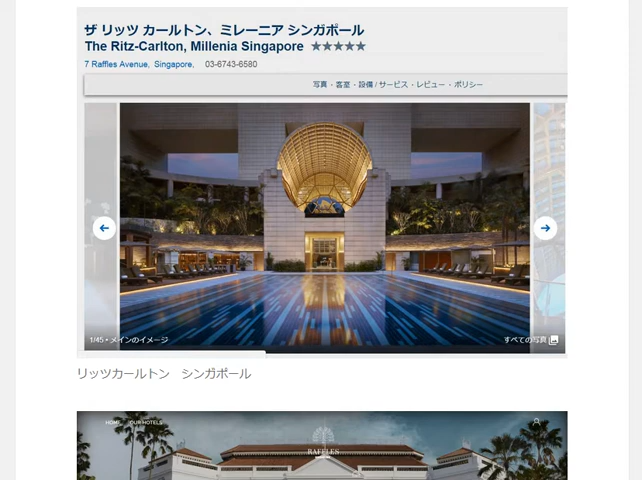 ザ リッツ カールトン、ミレーニア シンガポール
The Ritz-Carlton, Millenia Singapore ★★★★★
7 Raffles Avenue, Singapore, 03-6743-6580
写真・客室・設備 / サービス・レビュー・ポリシー
1/45 • メインのイメージ
すべての写真
リッツカールトン　シンガポール
HOME OUR HOTELS
RAFFLES